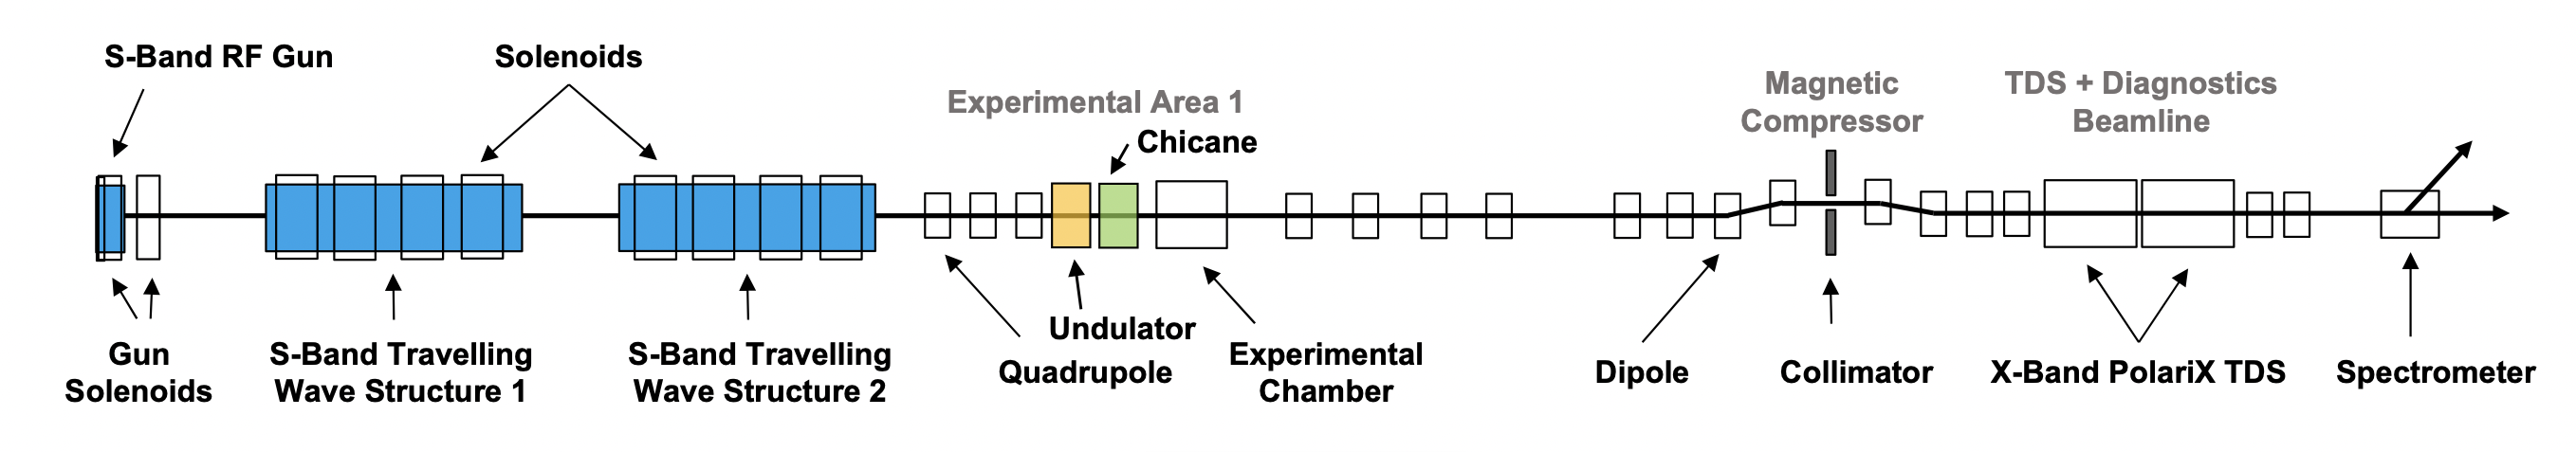 S-Band RF Gun
Solenoids
Experimental Area 1
Chicane
Magnetic
Compressor
TDS + Diagnostics
Beamline
Gun
Solenoids
S-Band Travelling
Wave Structure 1
S-Band Travelling
Wave Structure 2
Undulator
Quadrupole
Experimental
Chamber
Dipole
Collimator
X-Band PolariX TDS
Spectrometer